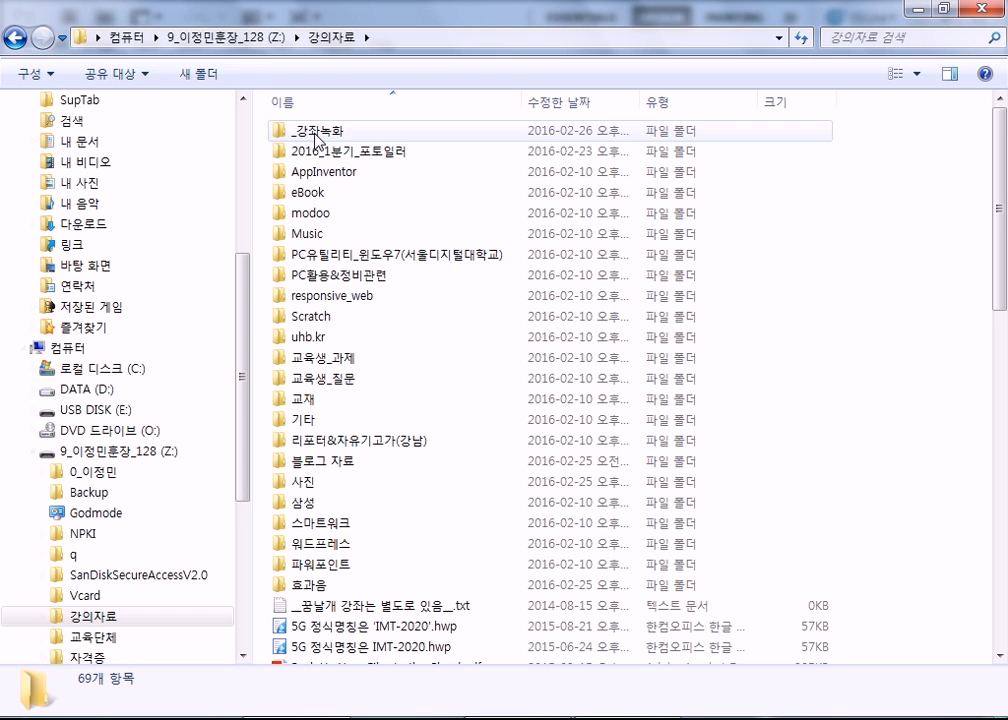 컴퓨터 9_이정민훈장_128 (Z:) 강의자료
강의자료 검색
구성 공유 대상 새 폴더
이름 수정한 날짜 유형 크기
SupTab
검색
내 문서
내 비디오
내 사진
내 음악
다운로드
링크
바탕 화면
연락처
저장된 게임
즐겨찾기
컴퓨터
로컬 디스크 (C:)
DATA (D:)
USB DISK (E:)
DVD 드라이브 (O:)
9_이정민훈장_128 (Z:)
0_이정민
Backup
Godmode
NPKI
q
SanDiskSecureAccessV2.0
Vcard
강의자료
교육단체
자격증
_강좌녹화 2016-02-26 오후... 파일 폴더
2016_1분기_포토일러 2016-02-23 오후... 파일 폴더
AppInventor 2016-02-10 오후... 파일 폴더
eBook 2016-02-10 오후... 파일 폴더
modoo 2016-02-10 오후... 파일 폴더
Music 2016-02-10 오후... 파일 폴더
PC유틸리티_윈도우7(서울디지털대학교) 2016-02-10 오후... 파일 폴더
PC활용&정비관련 2016-02-10 오후... 파일 폴더
responsive_web 2016-02-10 오후... 파일 폴더
Scratch 2016-02-10 오후... 파일 폴더
uhb.kr 2016-02-10 오후... 파일 폴더
교육생_과제 2016-02-10 오후... 파일 폴더
교육생_질문 2016-02-10 오후... 파일 폴더
교재 2016-02-10 오후... 파일 폴더
기타 2016-02-10 오후... 파일 폴더
리포터&자유기고가(강남) 2016-02-10 오후... 파일 폴더
블로그 자료 2016-02-25 오전... 파일 폴더
사진 2016-02-25 오후... 파일 폴더
삼성 2016-02-10 오후... 파일 폴더
스마트워크 2016-02-10 오후... 파일 폴더
워드프레스 2016-02-10 오후... 파일 폴더
파워포인트 2016-02-10 오후... 파일 폴더
효과음 2016-02-25 오후... 파일 폴더
__꿈날개 강좌는 별도로 있음__.txt 2014-08-15 오후... 텍스트 문서 0KB
5G 정식명칭은 'IMT-2020'.hwp 2015-08-21 오후... 한컴오피스 한글 ... 57KB
5G 정식명칭은 IMT-2020.hwp 2015-06-24 오후... 한컴오피스 한글 ... 57KB
69개 항목